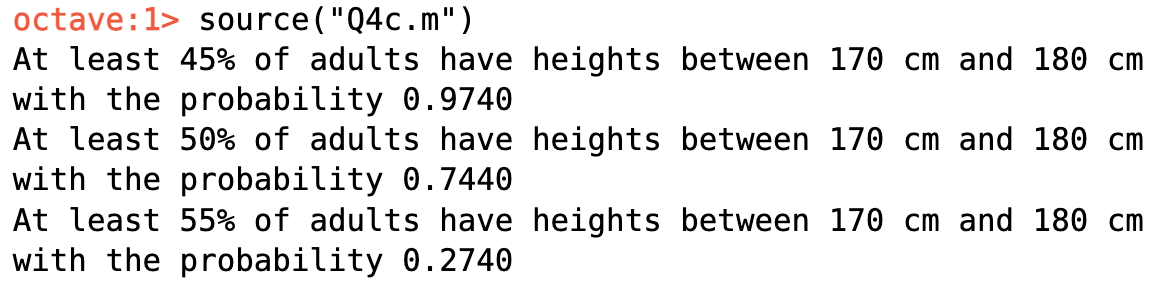 octave:1> source("Q4c.m")
At least 45% of adults have heights between 170 cm and 180 cm
with the probability 0.9740
At least 50% of adults have heights between 170 cm and 180 cm
with the probability 0.7440
At least 55% of adults have heights between 170 cm and 180 cm
with the probability 0.2740